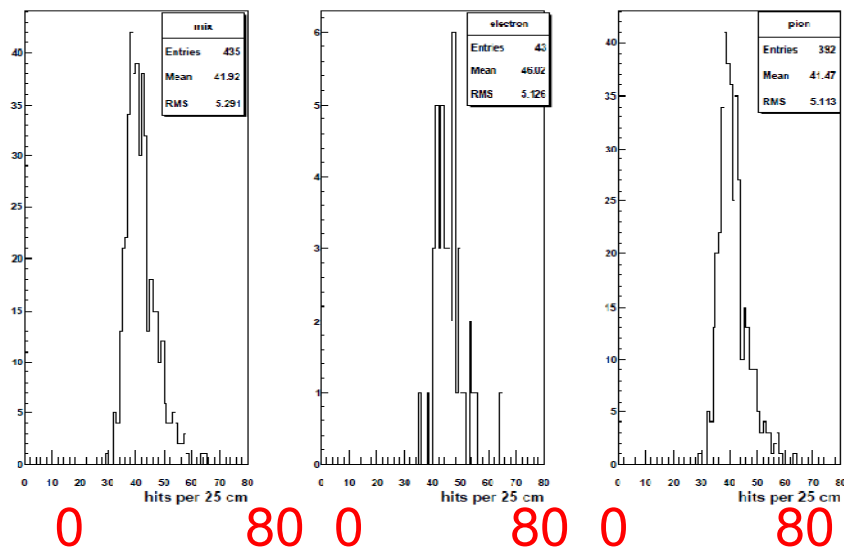 mix
Entries 435
Mean 41.92
RMS 5.291
40
35
30
25
20
15
10
5
0
0 10 20 30 40 50 60 70 80
hits per 25 cm
electron
Entries 43
Mean 46.02
RMS 5.126
6
5
4
3
2
1
0
0 10 20 30 40 50 60 70 80
hits per 25 cm
pion
Entries 392
Mean 41.47
RMS 5.113
40
35
30
25
20
15
10
5
0
0 10 20 30 40 50 60 70 80
hits per 25 cm
0 80 0 80 0 80